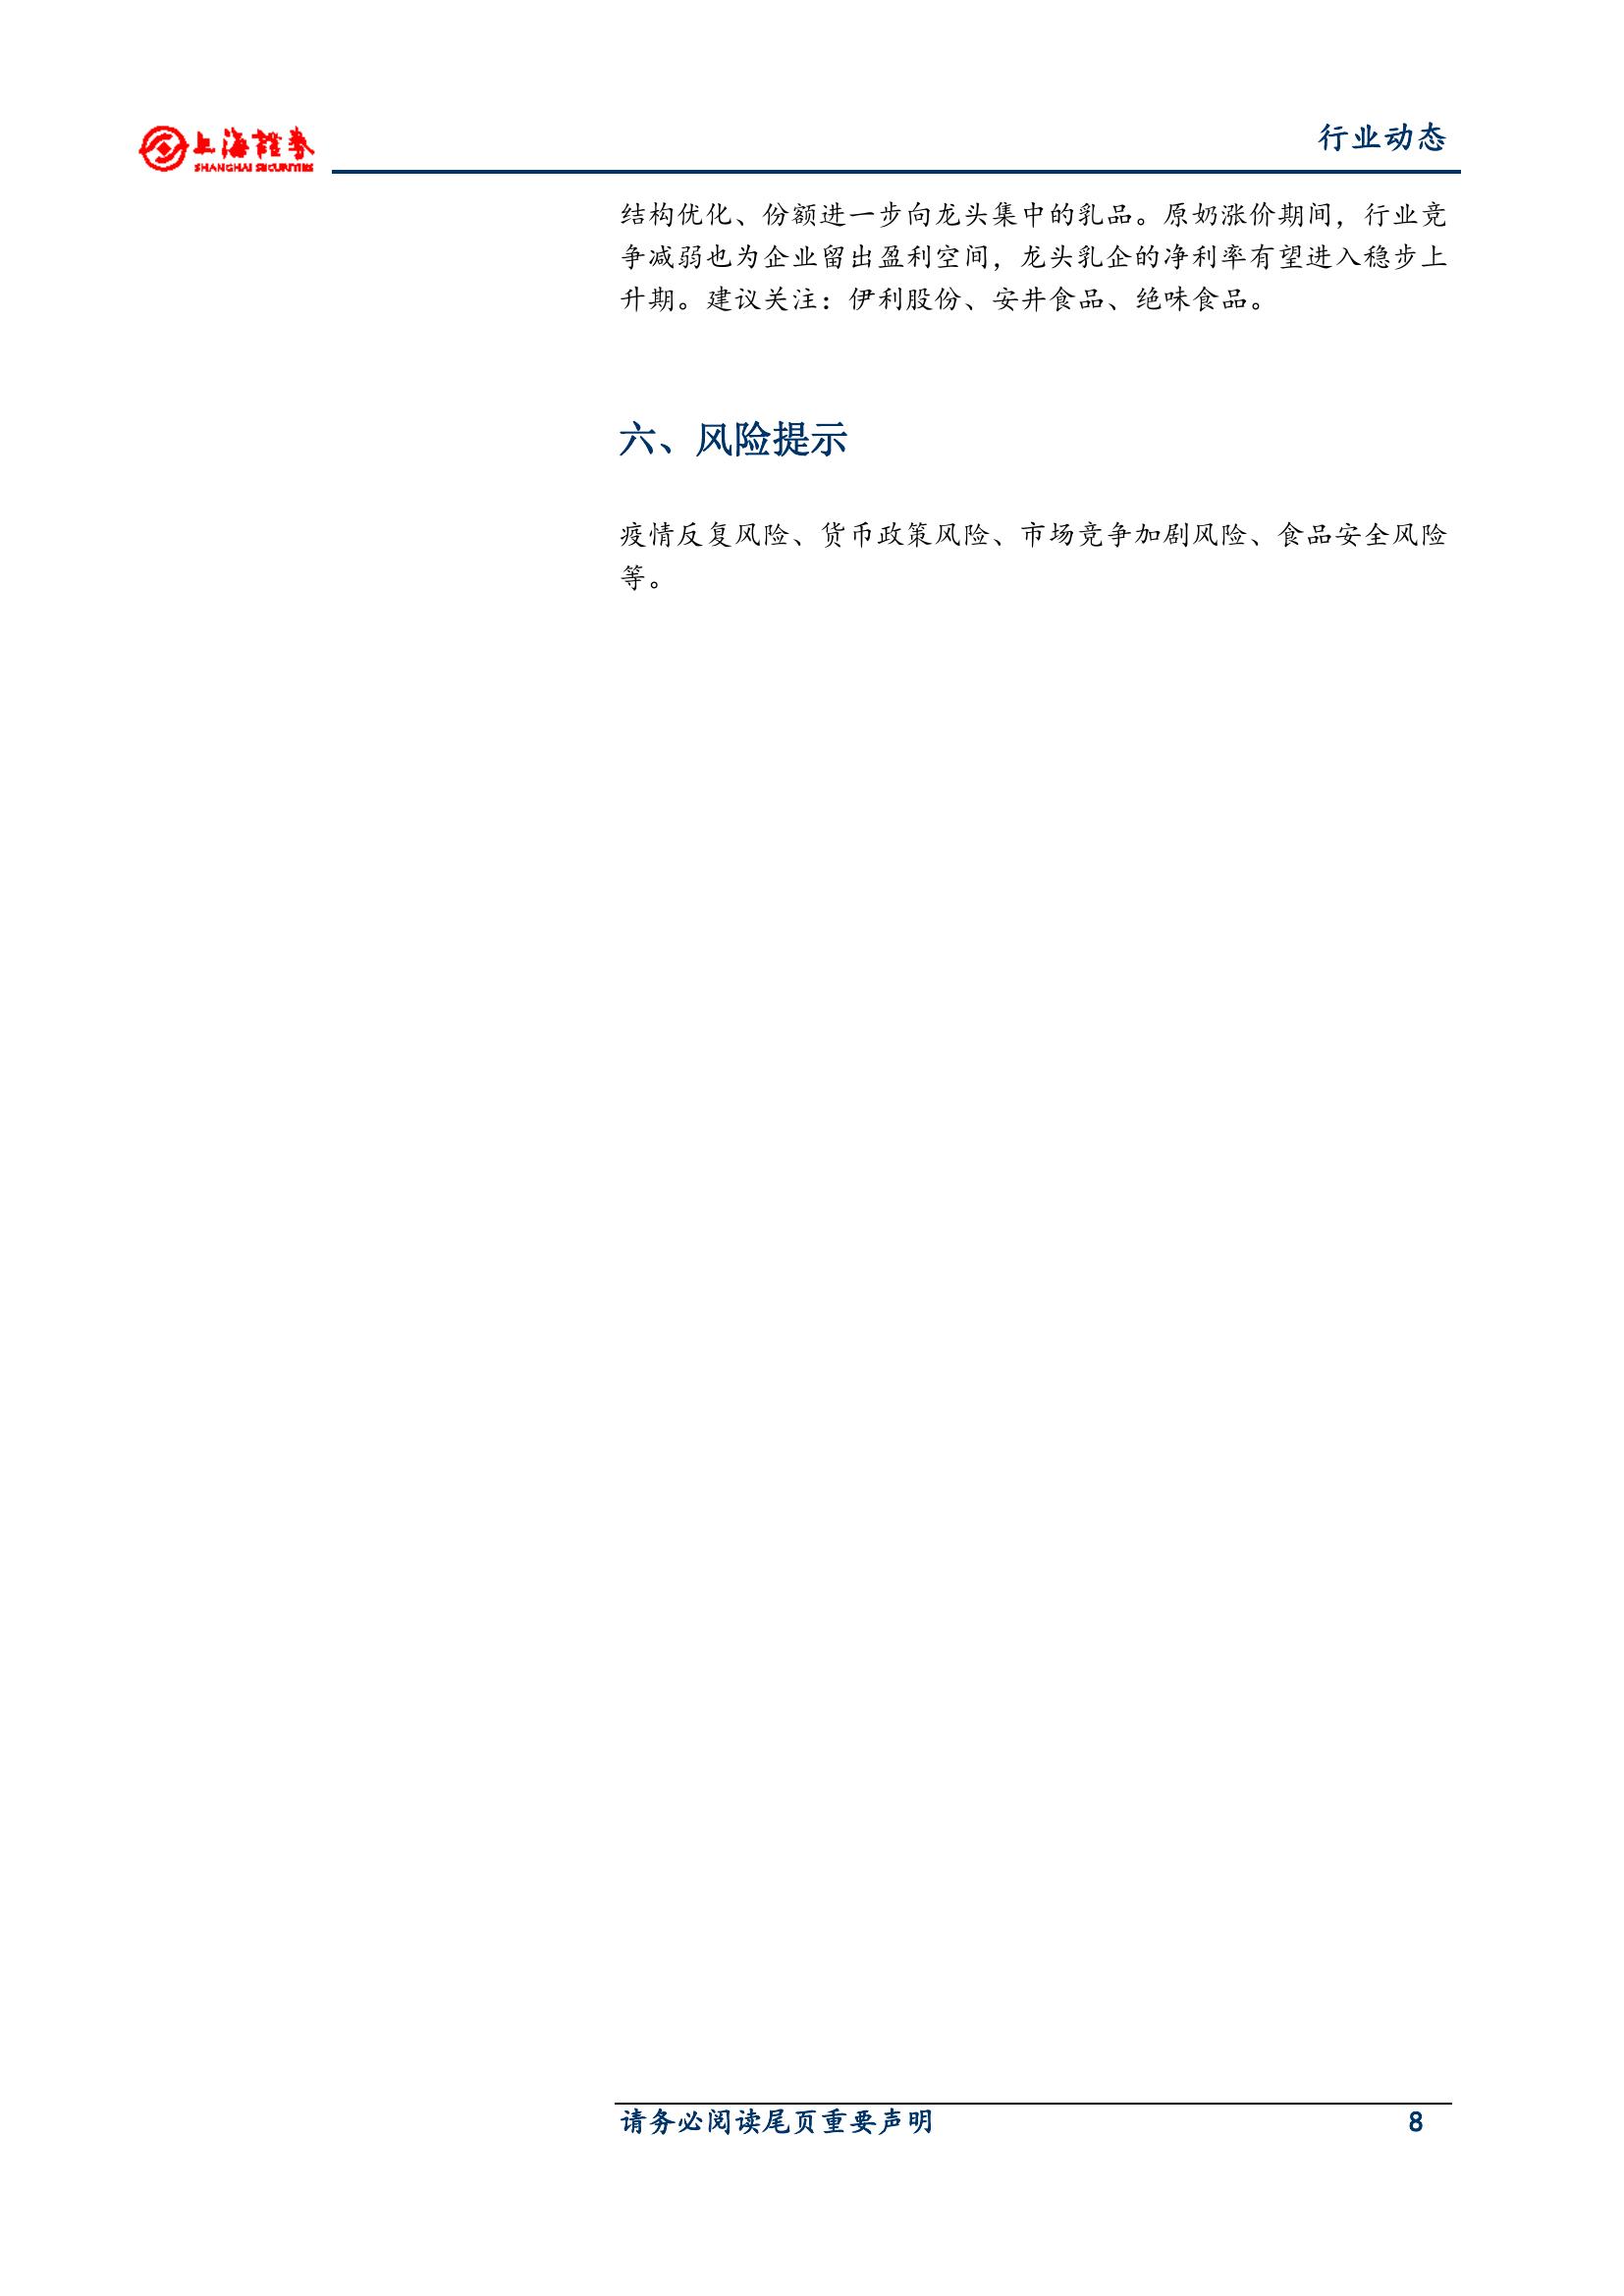 上海證券
SHANGHAI SECURITIES
行业动态
结构优化、份额进一步向龙头集中的乳品。原奶涨价期间，行业竞
争减弱也为企业留出盈利空间，龙头乳企的净利率有望进入稳步上
升期。建议关注：伊利股份、安井食品、绝味食品。
六、风险提示
疫情反复风险、货币政策风险、市场竞争加剧风险、食品安全风险
等。
请务必阅读尾页重要声明 8